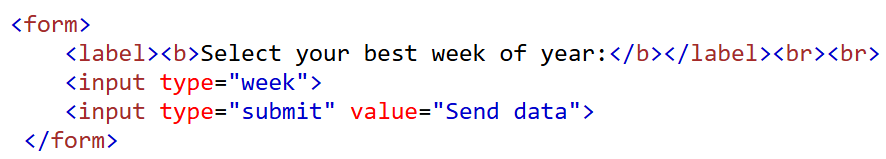 <form>
<label><b>Select your best week of year:</b></label><br><br>
<input type="week">
<input type="submit" value="Send data">
</form>